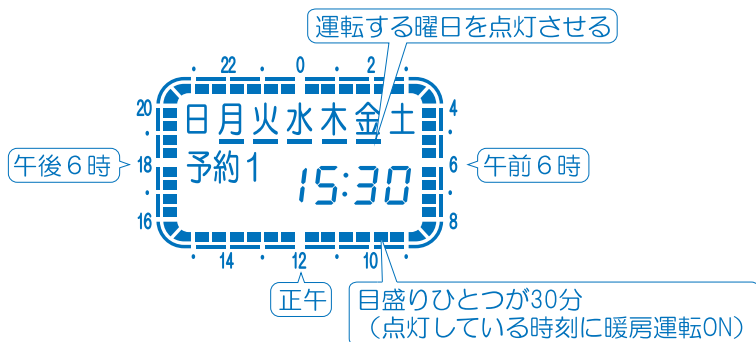 運転する曜日を点灯させる
22 0 2
20 日月火水木金土 4
午後6時 18 予約1 15:30 6 午前6時
16 8
14 12 10
正午
目盛りひとつが30分
（点灯している時刻に暖房運転ON）